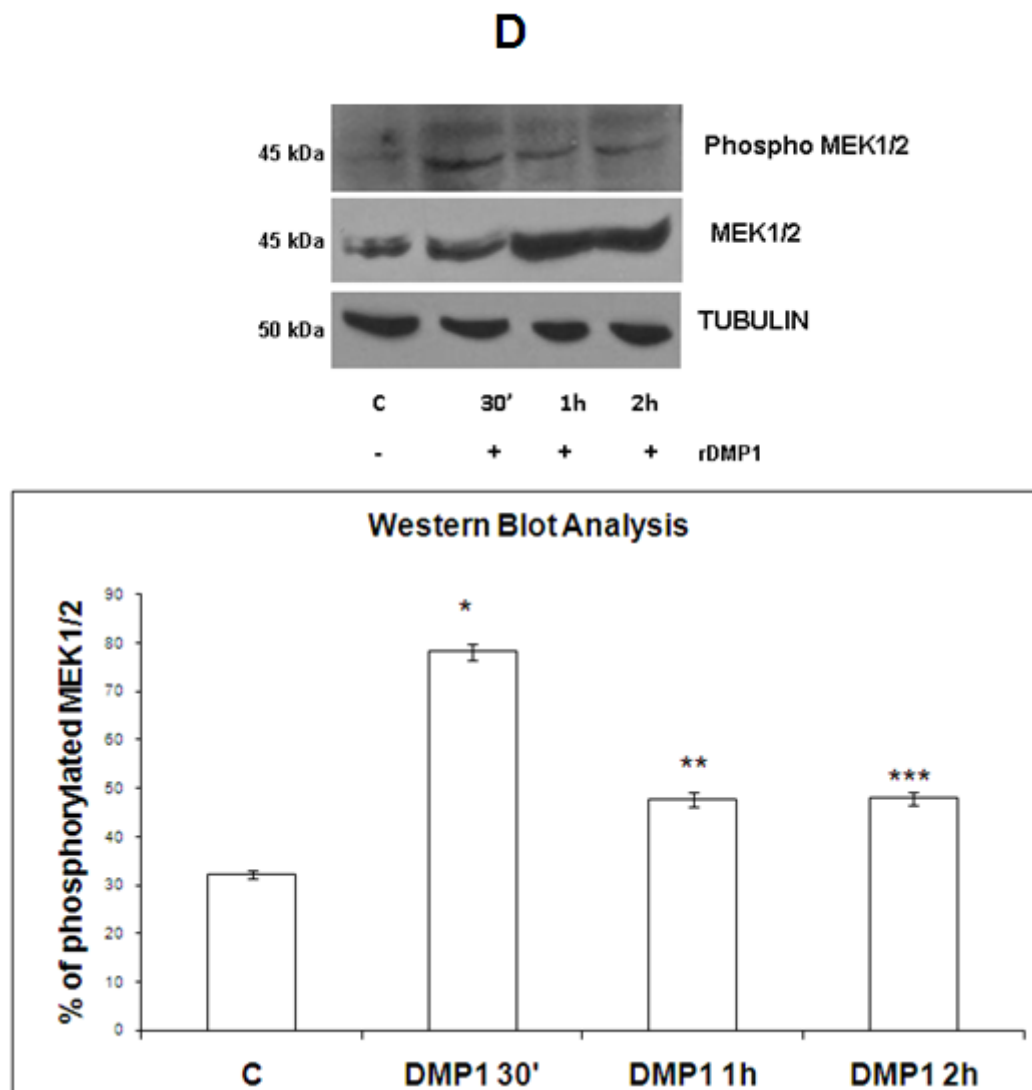 D
45 kDa Phospho MEK1/2
45 kDa MEK1/2
50 kDa TUBULIN
C 30' 1h 2h
- + + + rDMP1
Western Blot Analysis
% of phosphorylated MEK1/2
90
80
70
60
50
40
30
20
10
0
*
**
***
C DMP1 30' DMP1 1h DMP1 2h